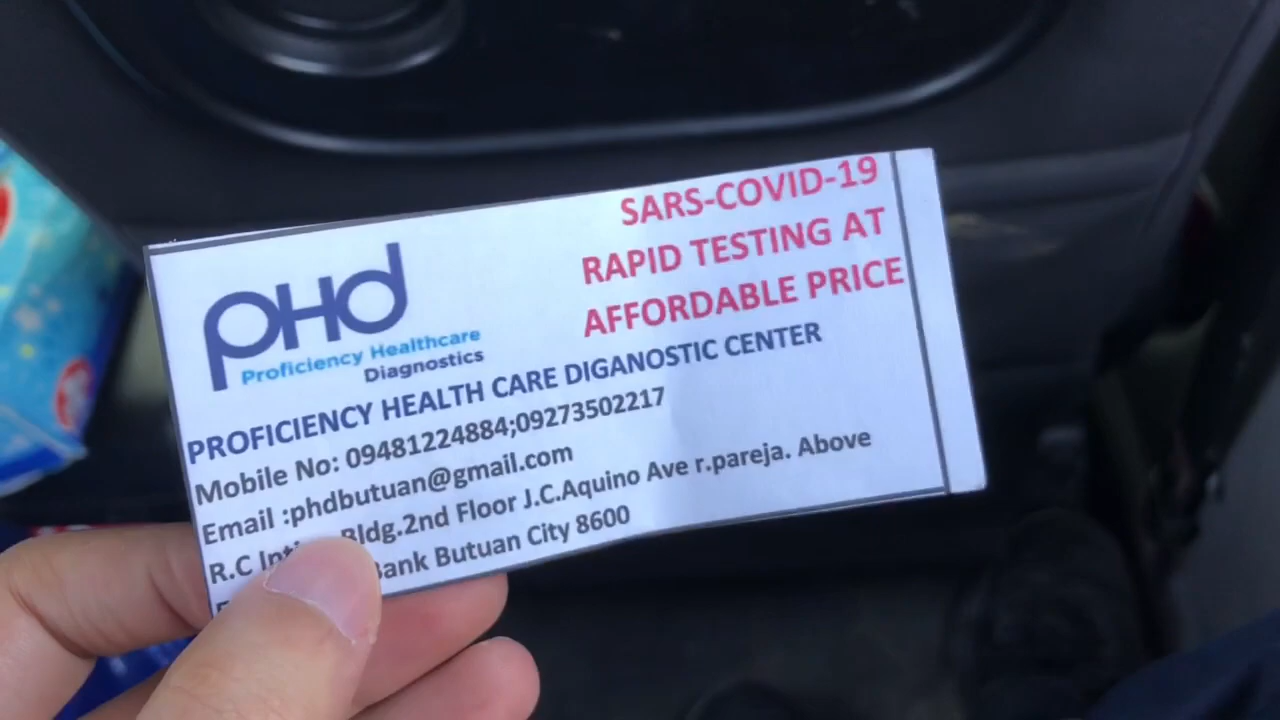 PHd
Proficiency Healthcare
Diagnostics
SARS-COVID-19
RAPID TESTING AT
AFFORDABLE PRICE
PROFICIENCY HEALTH CARE DIGANOSTIC CENTER
Mobile No: 09481224884;09273502217
Email :phdbutuan@gmail.com
R.C Bldg.2nd Floor J.C.Aquino Ave r.pareja. Above
Bank Butuan City 8600